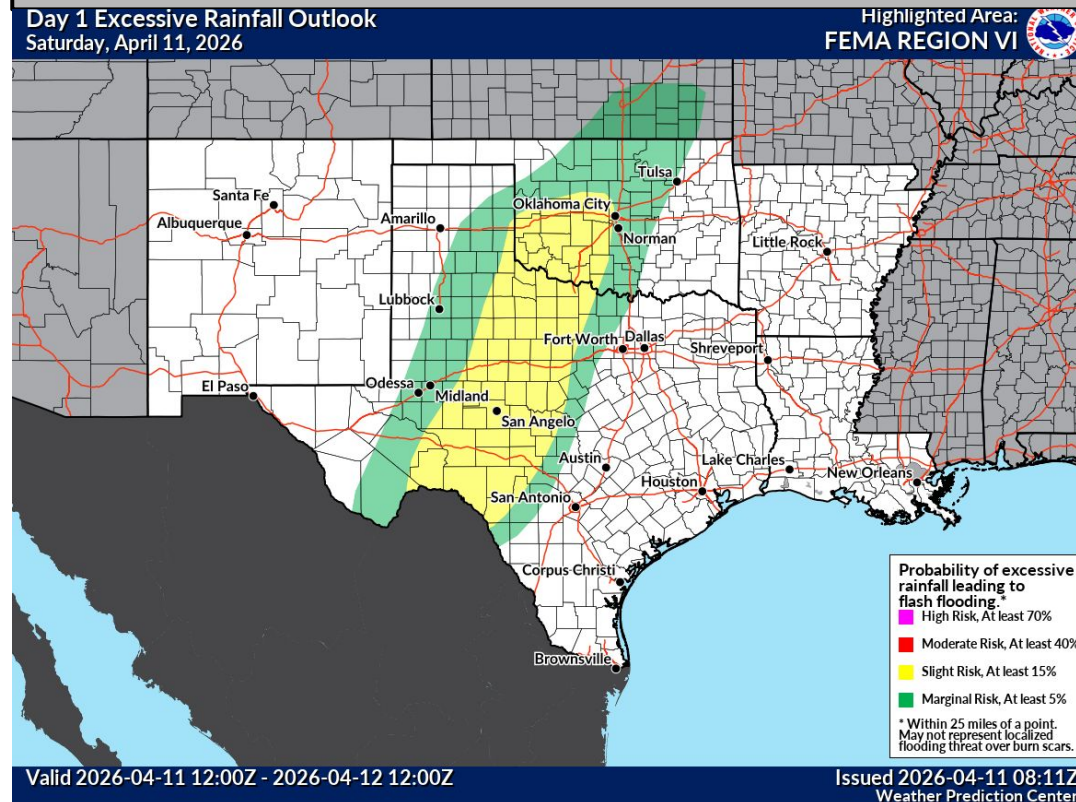 Day 1 Excessive Rainfall Outlook
Saturday, April 11, 2026
Highlighted Area:
FEMA REGION VI
Santa Fe
Albuquerque
Amarillo
Tulsa
Oklahoma City
Norman
Little Rock
Lubbock
Fort Worth
Dallas
Shreveport
El Paso
Odessa
Midland
San Angelo
Austin
Lake Charles
New Orleans
Houston
San Antonio
Corpus Christi
Brownsville
Probability of excessive
rainfall leading to
flash flooding.*
High Risk, At least 70%
Moderate Risk, At least 40%
Slight Risk, At least 15%
Marginal Risk, At least 5%
* Within 25 miles of a point.
May not represent localized
flooding threat over burn scars.
Valid 2026-04-11 12:00Z - 2026-04-12 12:00Z
Issued 2026-04-11 08:11Z
Weather Prediction Center